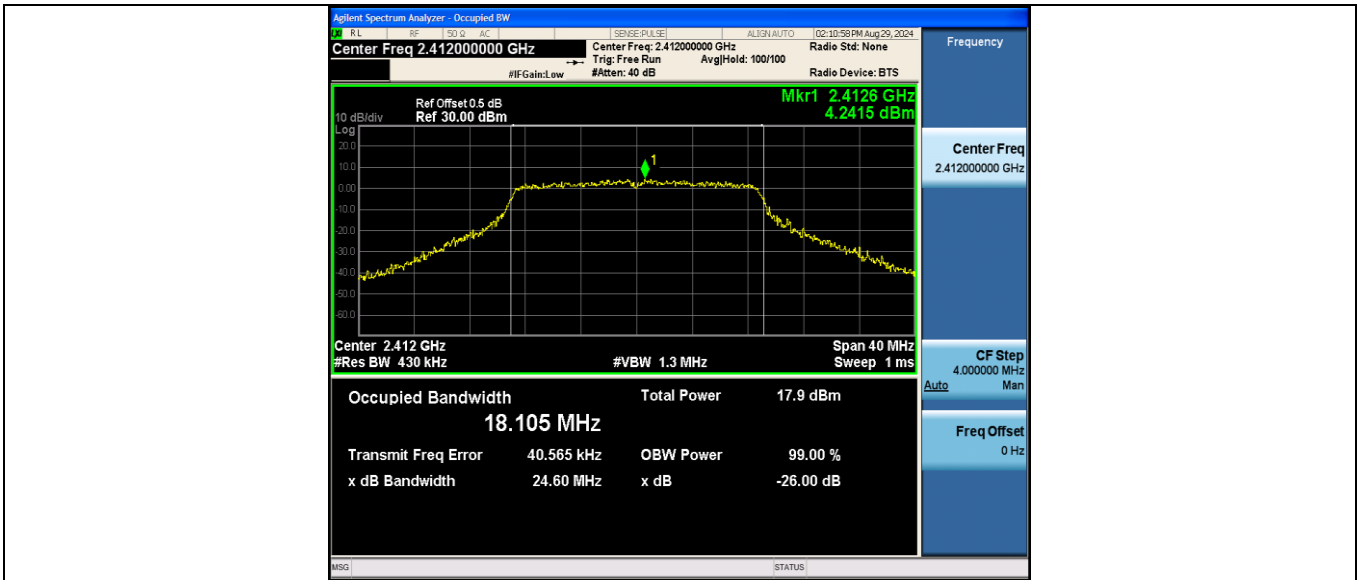 Agilent Spectrum Analyzer - Occupied BW
LXI RL RF 50 Ω AC SENSE:PULSE ALIGN AUTO 02:10:58 PM Aug 29, 2024
Center Freq 2.412000000 GHz
Center Freq: 2.412000000 GHz Radio Std: None
Trig: Free Run Avg|Hold: 100/100
#IFGain:Low #Atten: 40 dB Radio Device: BTS
Mkr1 2.4126 GHz
4.2415 dBm
Ref Offset 0.5 dB
10 dB/div Ref 30.00 dBm
Log
20.0
10.0
0.00
-10.0
-20.0
-30.0
-40.0
-50.0
-60.0
1
Center 2.412 GHz Span 40 MHz
#Res BW 430 kHz #VBW 1.3 MHz Sweep 1 ms
Occupied Bandwidth Total Power 17.9 dBm
18.105 MHz
Transmit Freq Error 40.565 kHz OBW Power 99.00 %
x dB Bandwidth 24.60 MHz x dB -26.00 dB
MSG STATUS
Frequency
Center Freq
2.412000000 GHz
CF Step
4.000000 MHz
Auto Man
Freq Offset
0 Hz